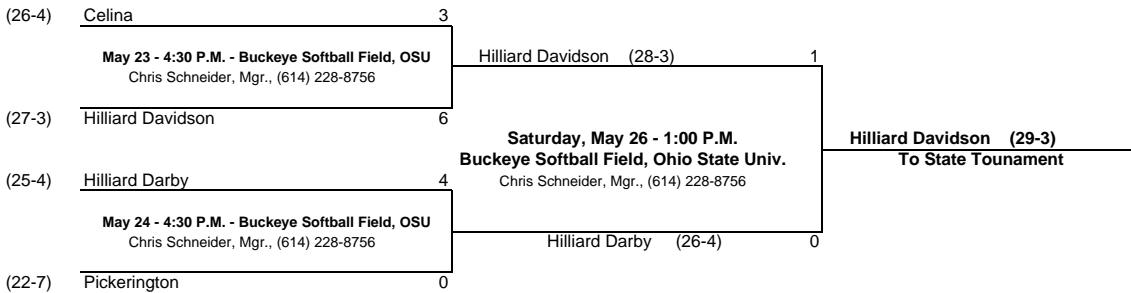 (26-4) Celina 3
May 23 - 4:30 P.M. - Buckeye Softball Field, OSU
Chris Schneider, Mgr., (614) 228-8756
Hilliard Davidson (28-3) 1
(27-3) Hilliard Davidson 6
Saturday, May 26 - 1:00 P.M.
Buckeye Softball Field, Ohio State Univ.
Chris Schneider, Mgr., (614) 228-8756
Hilliard Davidson (29-3)
To State Tounament
(25-4) Hilliard Darby 4
May 24 - 4:30 P.M. - Buckeye Softball Field, OSU
Chris Schneider, Mgr., (614) 228-8756
Hilliard Darby (26-4) 0
(22-7) Pickerington 0